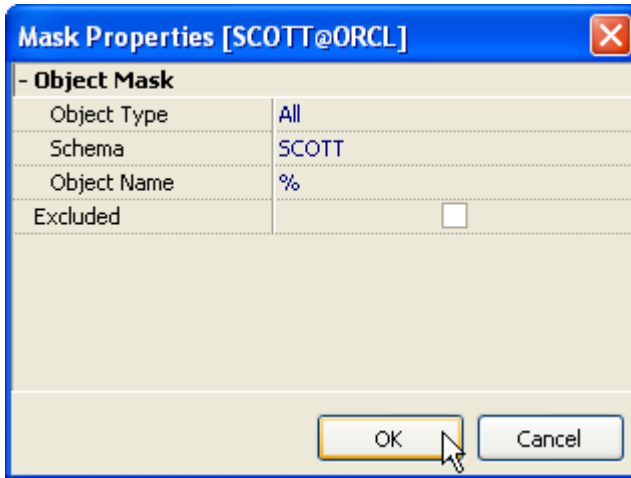 Mask Properties [SCOTT@ORCL]
- Object Mask
Object Type All
Schema SCOTT
Object Name %
Excluded
OK Cancel